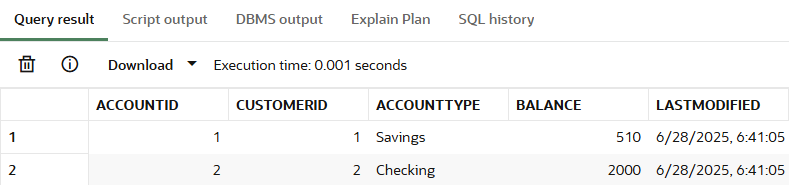 Query result Script output DBMS output Explain Plan SQL history
Download Execution time: 0.001 seconds
ACCOUNTID CUSTOMERID ACCOUNTTYPE BALANCE LASTMODIFIED
1 1 1 Savings 510 6/28/2025, 6:41:05
2 2 2 Checking 2000 6/28/2025, 6:41:05